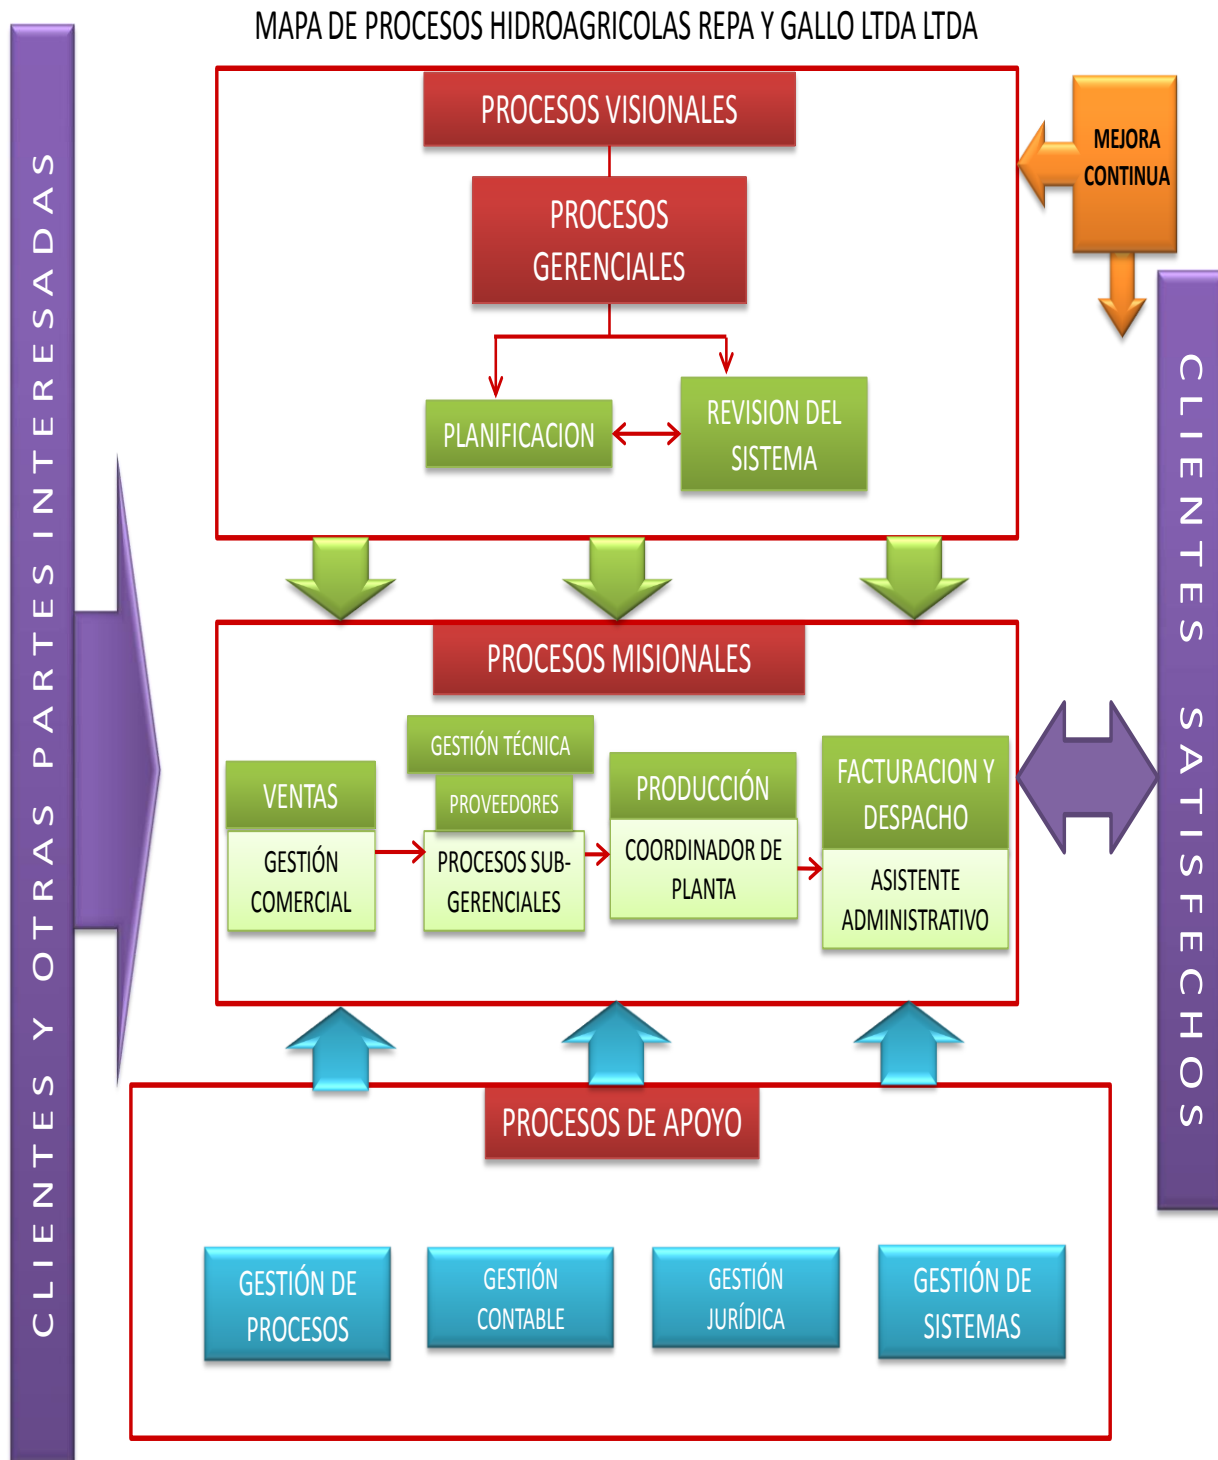 MAPA DE PROCESOS HIDROAGRICOLAS REPA Y GALLO LTDA LTDA
CLIENTES Y OTRAS PARTES INTERESADAS
PROCESOS VISIONALES
PROCESOS
GERENCIALES
PLANIFICACION
REVISION DEL
SISTEMA
MEJORA
CONTINUA
PROCESOS MISIONALES
VENTAS
GESTIÓN
COMERCIAL
GESTIÓN TÉCNICA
PROVEEDORES
PROCESOS SUB-
GERENCIALES
PRODUCCIÓN
COORDINADOR DE
PLANTA
FACTURACION Y
DESPACHO
ASISTENTE
ADMINISTRATIVO
PROCESOS DE APOYO
GESTIÓN DE
PROCESOS
GESTIÓN
CONTABLE
GESTIÓN
JURÍDICA
GESTIÓN DE
SISTEMAS
CLIENTES SATISFECHOS